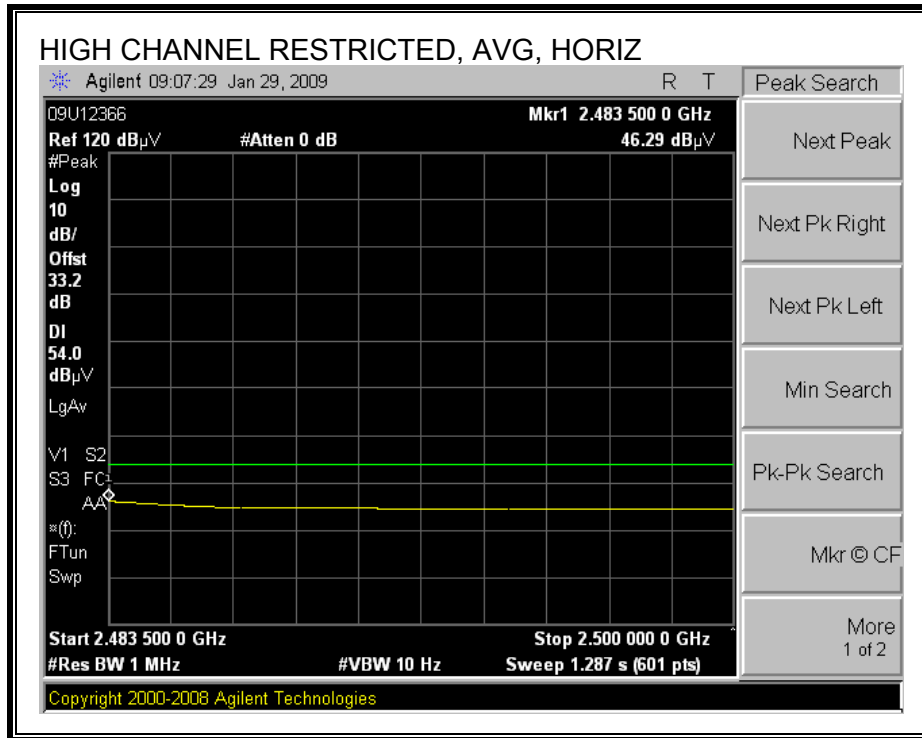 HIGH CHANNEL RESTRICTED, AVG, HORIZ
Agilent 09:07:29 Jan 29, 2009 R T
Peak Search
09U12366 Mkr1 2.483 500 0 GHz
Ref 120 dBµV #Atten 0 dB 46.29 dBµV
#Peak
Log
10
dB/
Offst
33.2
dB
DI
54.0
dBµV
LgAv
V1 S2
S3 FC
AA
1
¤(f):
FTun
Swp
Start 2.483 500 0 GHz Stop 2.500 000 0 GHz
#Res BW 1 MHz #VBW 10 Hz Sweep 1.287 s (601 pts)
Copyright 2000-2008 Agilent Technologies
Next Peak
Next Pk Right
Next Pk Left
Min Search
Pk-Pk Search
Mkr © CF
More
1 of 2